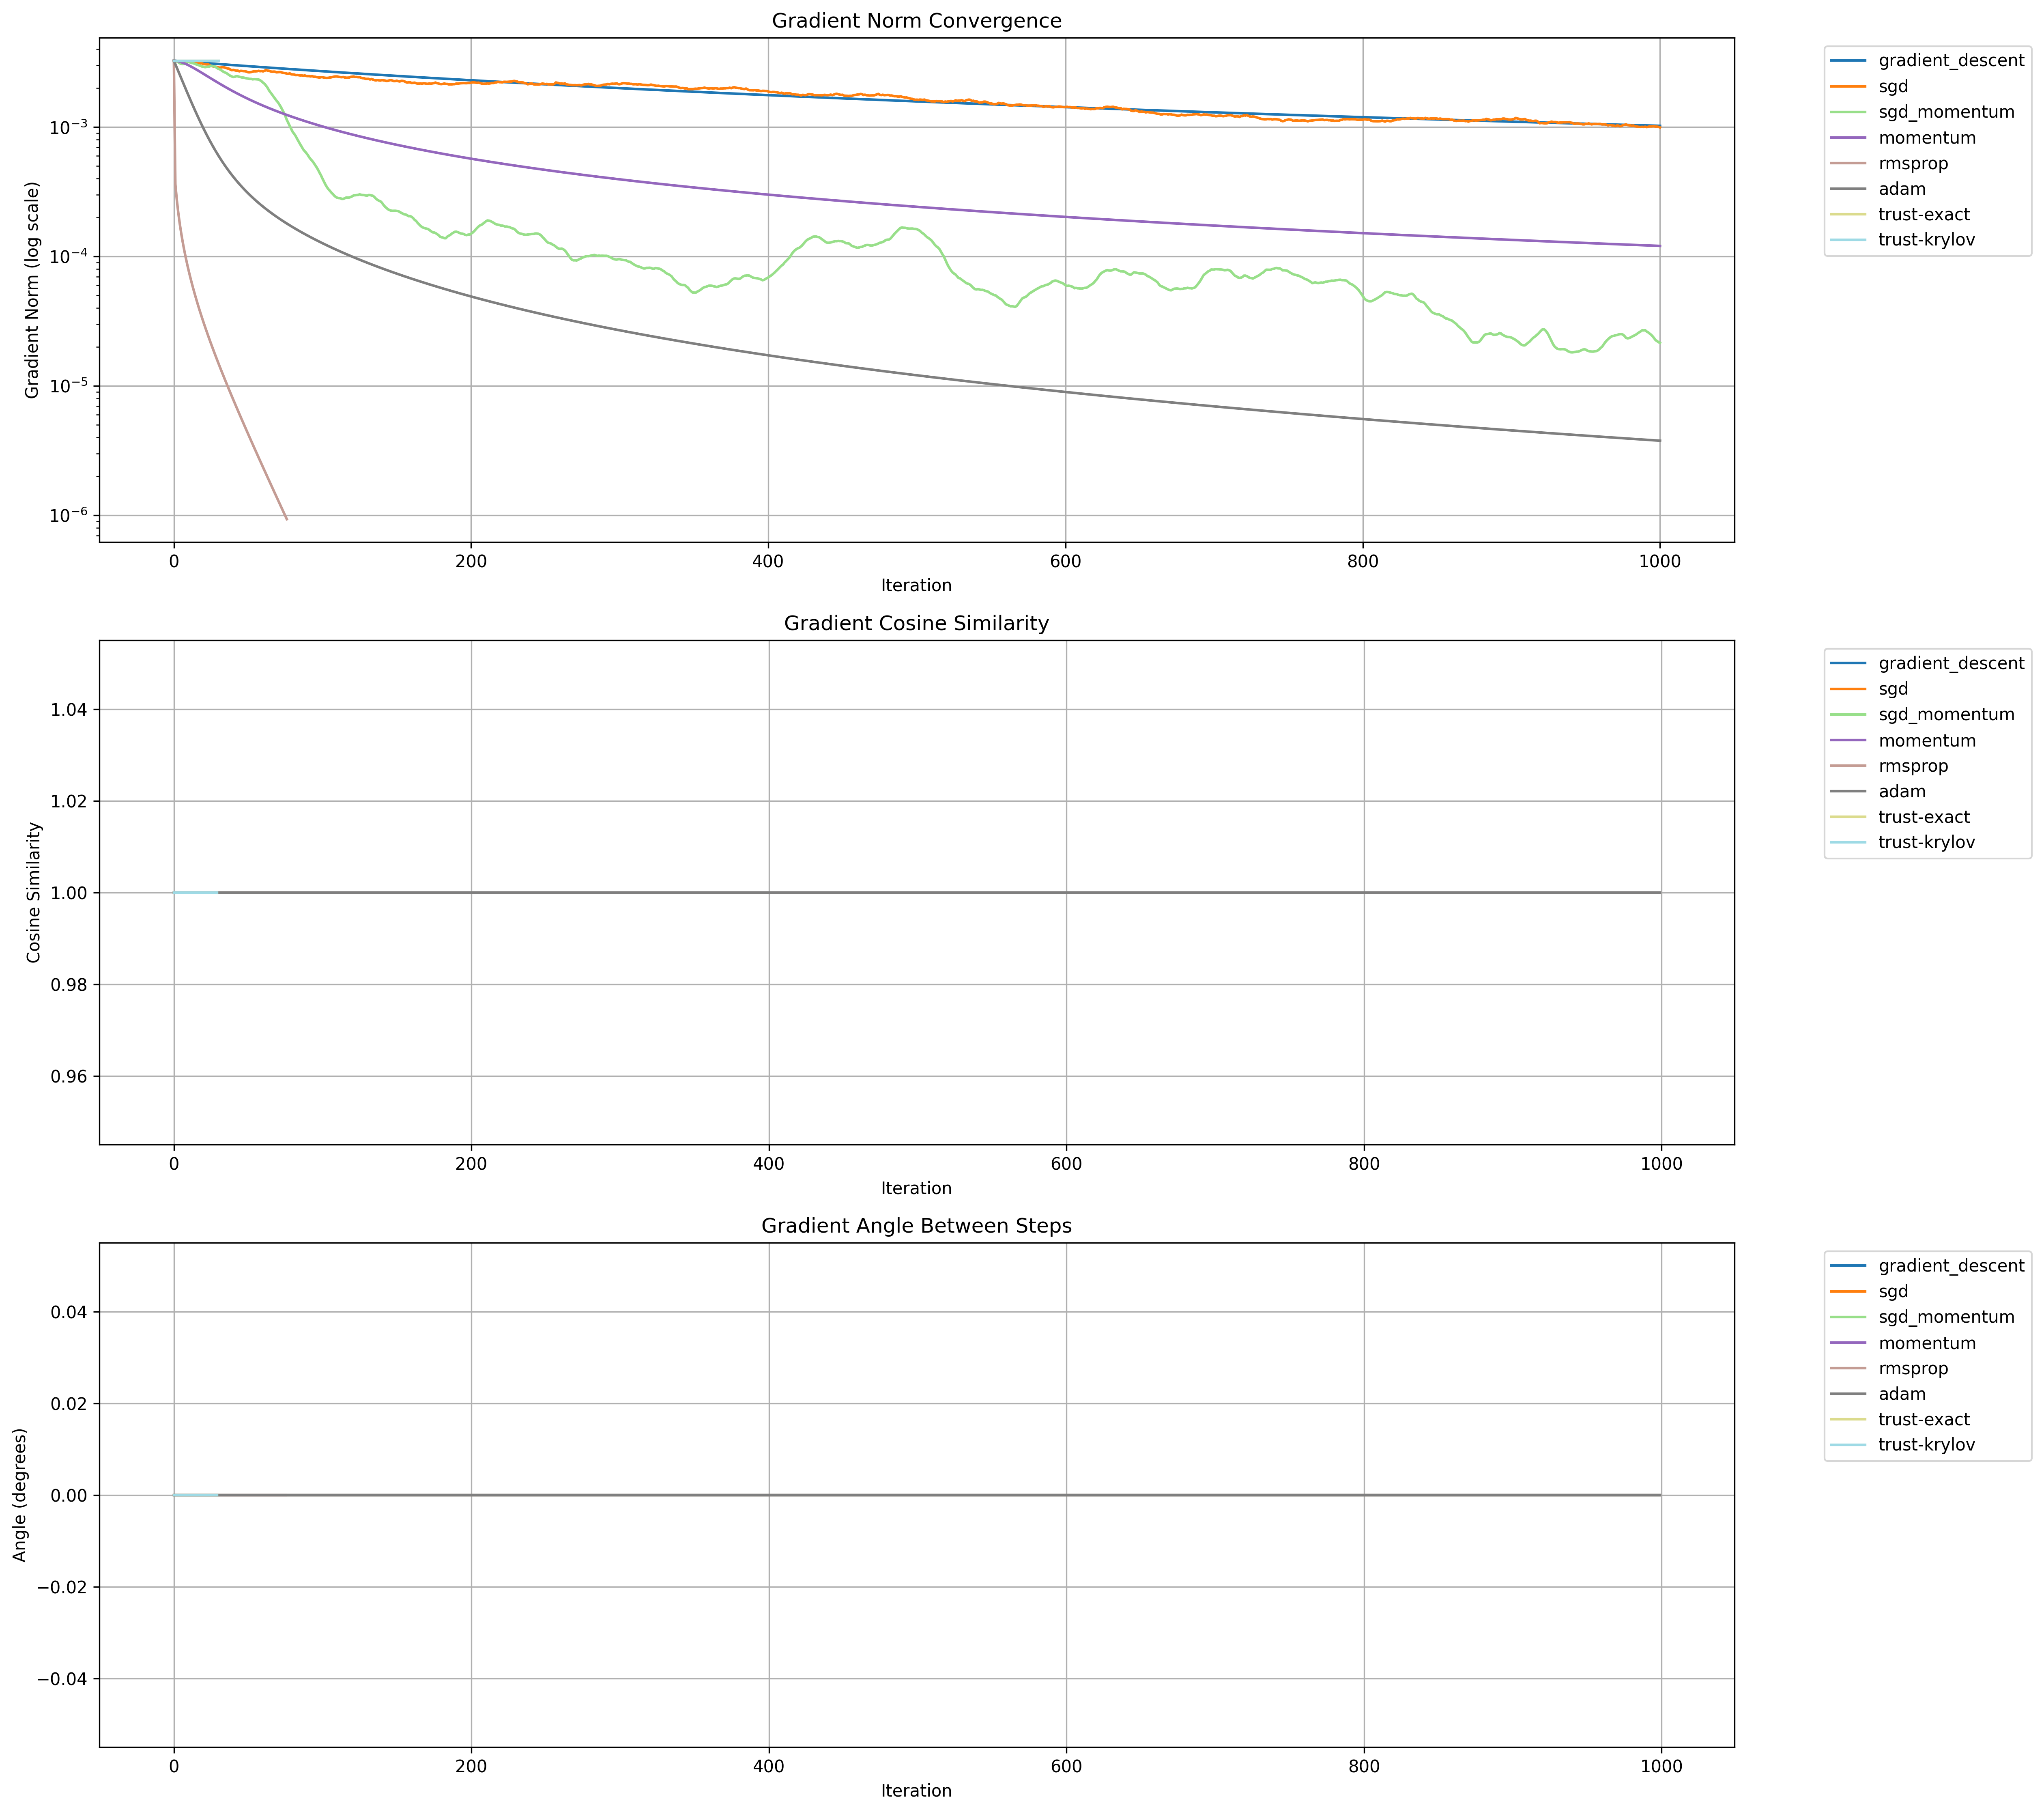 Gradient Norm Convergence
Gradient Norm (log scale)
10⁻³
10⁻⁴
10⁻⁵
10⁻⁶
0 200 400 600 800 1000
Iteration
gradient_descent
sgd
sgd_momentum
momentum
rmsprop
adam
trust-exact
trust-krylov
Gradient Cosine Similarity
Cosine Similarity
1.04
1.02
1.00
0.98
0.96
0 200 400 600 800 1000
Iteration
gradient_descent
sgd
sgd_momentum
momentum
rmsprop
adam
trust-exact
trust-krylov
Gradient Angle Between Steps
Angle (degrees)
0.04
0.02
0.00
−0.02
−0.04
0 200 400 600 800 1000
Iteration
gradient_descent
sgd
sgd_momentum
momentum
rmsprop
adam
trust-exact
trust-krylov